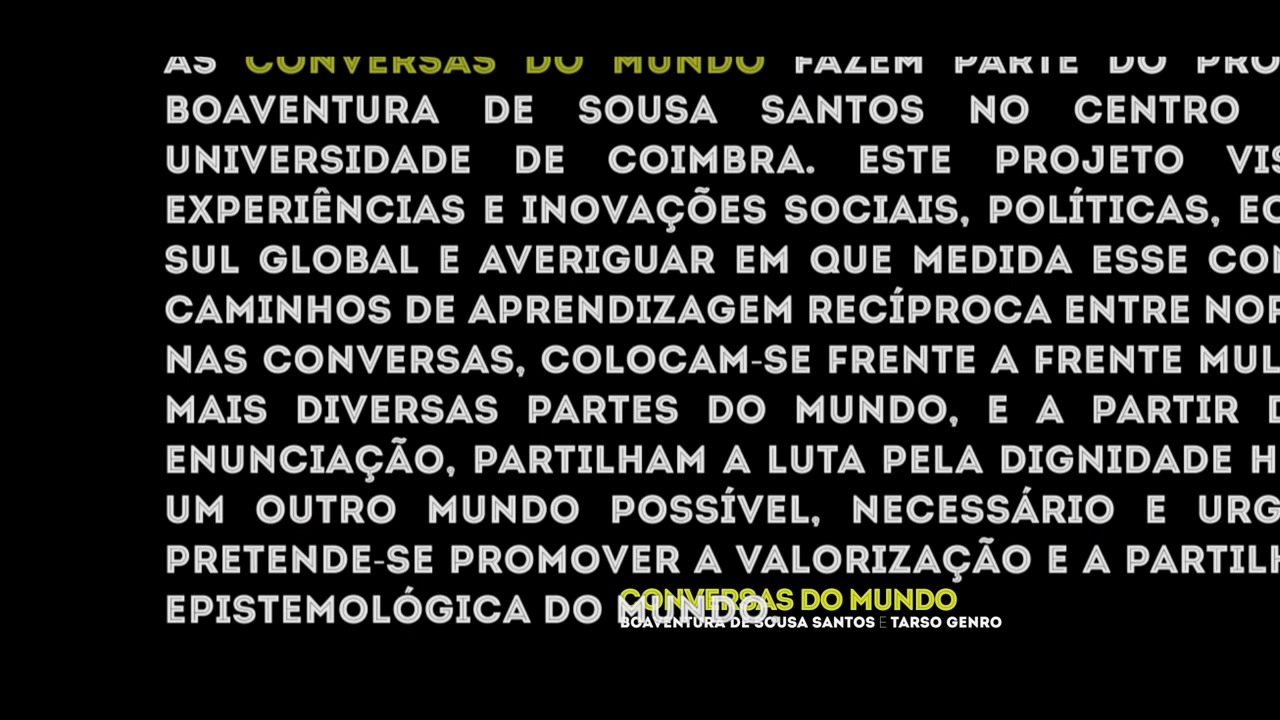 AS CONVERSAS DO MUNDO FAZEM PARTE DO
BOAVENTURA DE SOUSA SANTOS NO CENTRO
UNIVERSIDADE DE COIMBRA. ESTE PROJETO
EXPERIÊNCIAS E INOVAÇÕES SOCIAIS, POLÍTICAS,
SUL GLOBAL E AVERIGUAR EM QUE MEDIDA ESSE
CAMINHOS DE APRENDIZAGEM RECÍPROCA ENTRE
NAS CONVERSAS, COLOCAM-SE FRENTE A FRENTE
MAIS DIVERSAS PARTES DO MUNDO, E A PARTIR
ENUNCIAÇÃO, PARTILHAM A LUTA PELA DIGNIDADE
UM OUTRO MUNDO POSSÍVEL, NECESSÁRIO E
PRETENDE-SE PROMOVER A VALORIZAÇÃO E A
EPISTEMOLÓGICA DO MUNDO.
CONVERSAS DO MUNDO
BOAVENTURA DE SOUSA SANTOS E TARSO GENRO